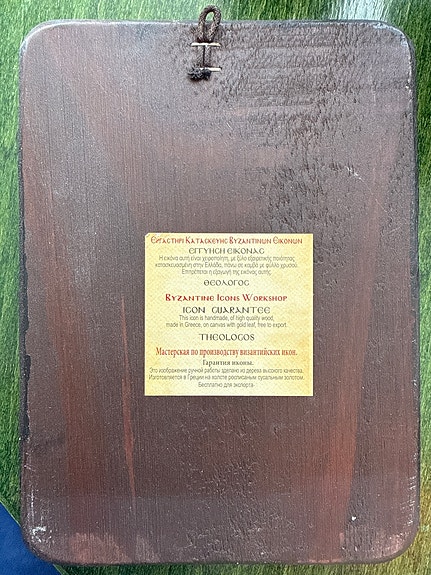 Εργαστηρι Κατασκευης Βυζαντινων Εικονων
ΕΓΓΥΗΣΗ ΕΙΚΟΝΑΣ
Η εικόνα αυτή είναι χειροποίητη, με ξύλο εξαιρετικής ποιότητας,
κατασκευασμένη στην Ελλάδα, πάνω σε καμβά με φύλλο χρυσού.
Επιτρέπεται η εξαγωγή της εικόνας αυτής.
ΘΕΟΛΟΓΟΣ
BYZANTINE ICONS WORKSHOP
ICON GUARANTEE
This icon is handmade, of high quality wood,
made in Greece, on canvas with gold leaf, free to export.
THEOLOGOS
Мастерская по производству византийских икон.
Гарантия иконы.
Это изображение ручной работы зделано из дерева высокого качества.
Изготовляется в Греции на холсте росписаным сусальным золотом.
Бесплатно для экспорта